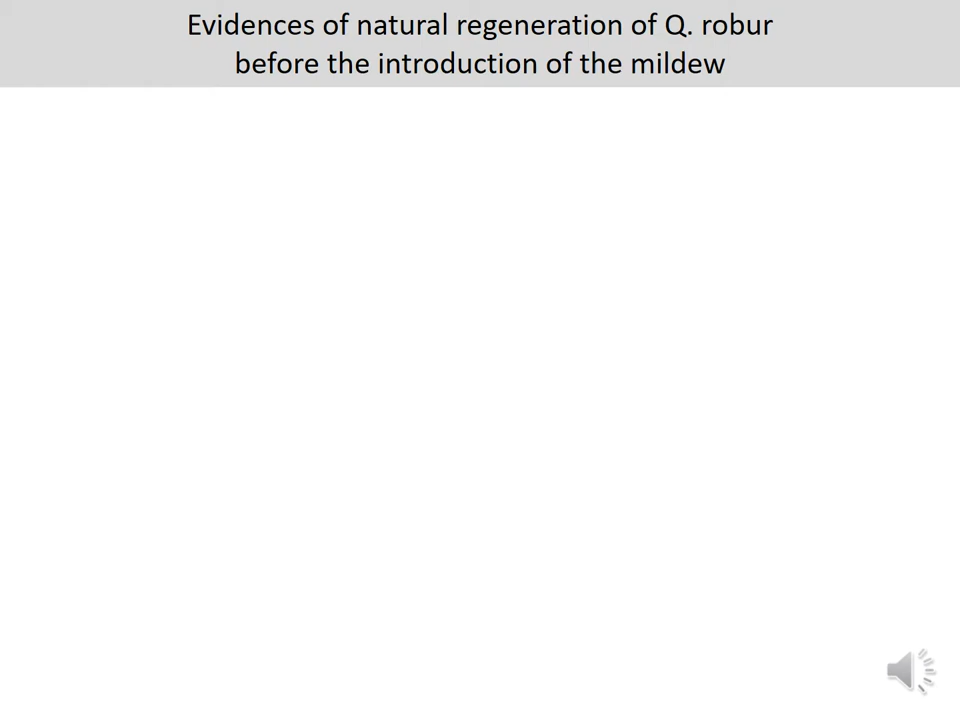 Evidences of natural regeneration of Q. robur
before the introduction of the mildew